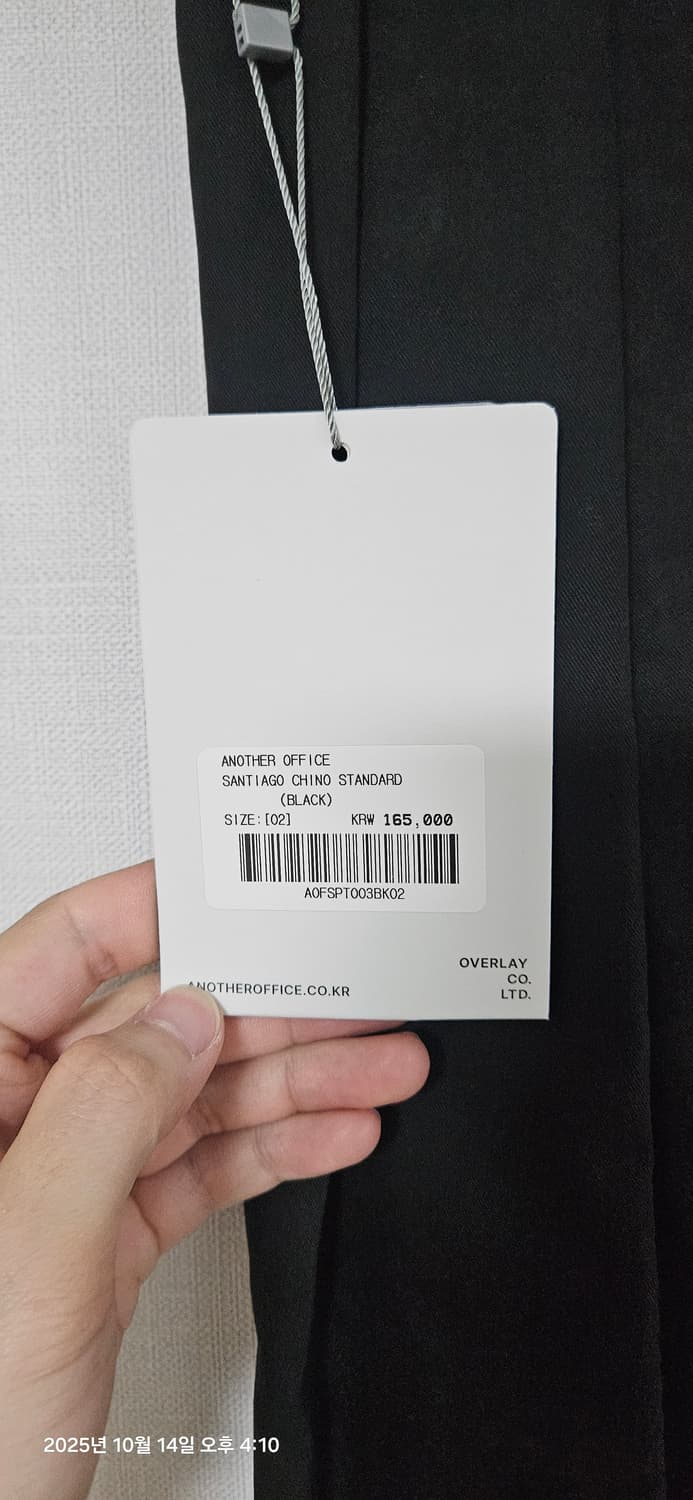 ANOTHER OFFICE
SANTIAGO CHINO STANDARD
(BLACK)
SIZE:[02] KRW 165,000
AOFSPT003BK02
OVERLAY
CO.
LTD.
ANOTHEROFFICE.CO.KR
2025년 10월 14일 오후 4:10